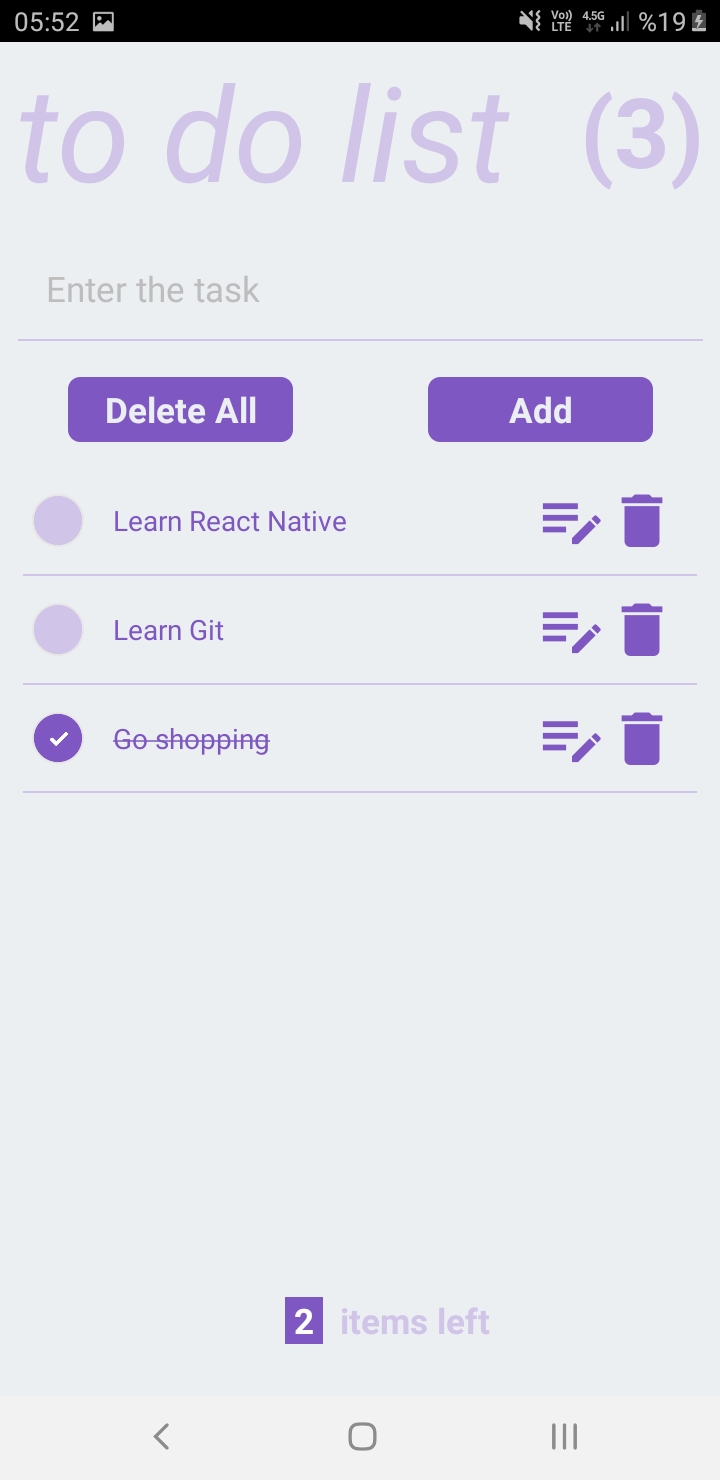 05:52 Vo)) LTE 4.5G %19
to do list (3)
Enter the task
Delete All Add
Learn React Native
Learn Git
Go shopping
2 items left